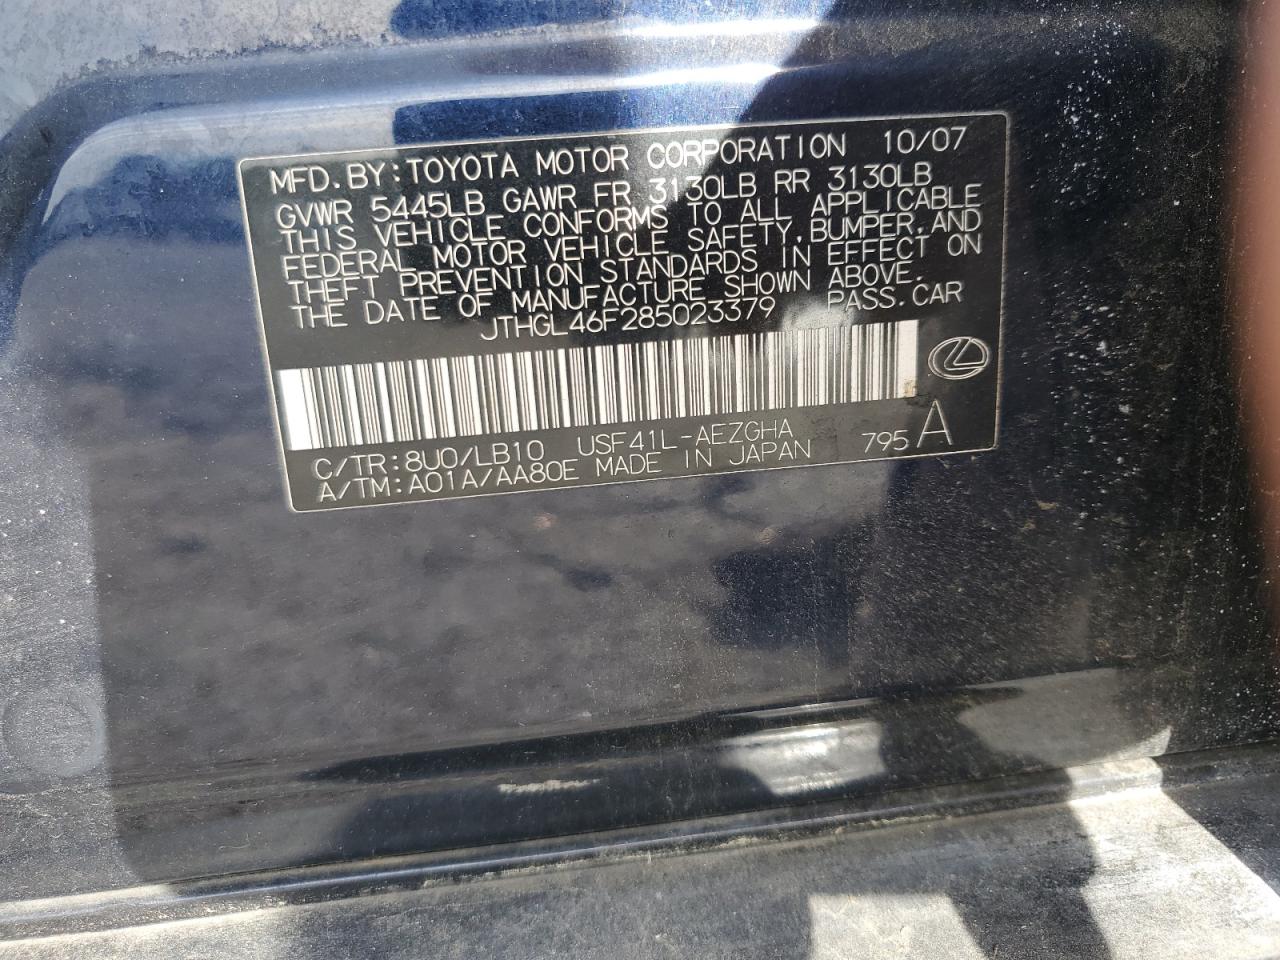 MFD. BY: TOYOTA MOTOR CORPORATION 10/07
GVWR 5445LB GAWR FR 3130LB RR 3130LB
THIS VEHICLE CONFORMS TO ALL APPLICABLE
FEDERAL MOTOR VEHICLE SAFETY, BUMPER, AND
THEFT PREVENTION STANDARDS IN EFFECT ON
THE DATE OF MANUFACTURE SHOWN ABOVE.
JTHGL46F285023379 PASS. CAR
C/TR: 8U0/LB10 USF41L-AEZGHA
A/TM: A01A/AA80E MADE IN JAPAN 795 A